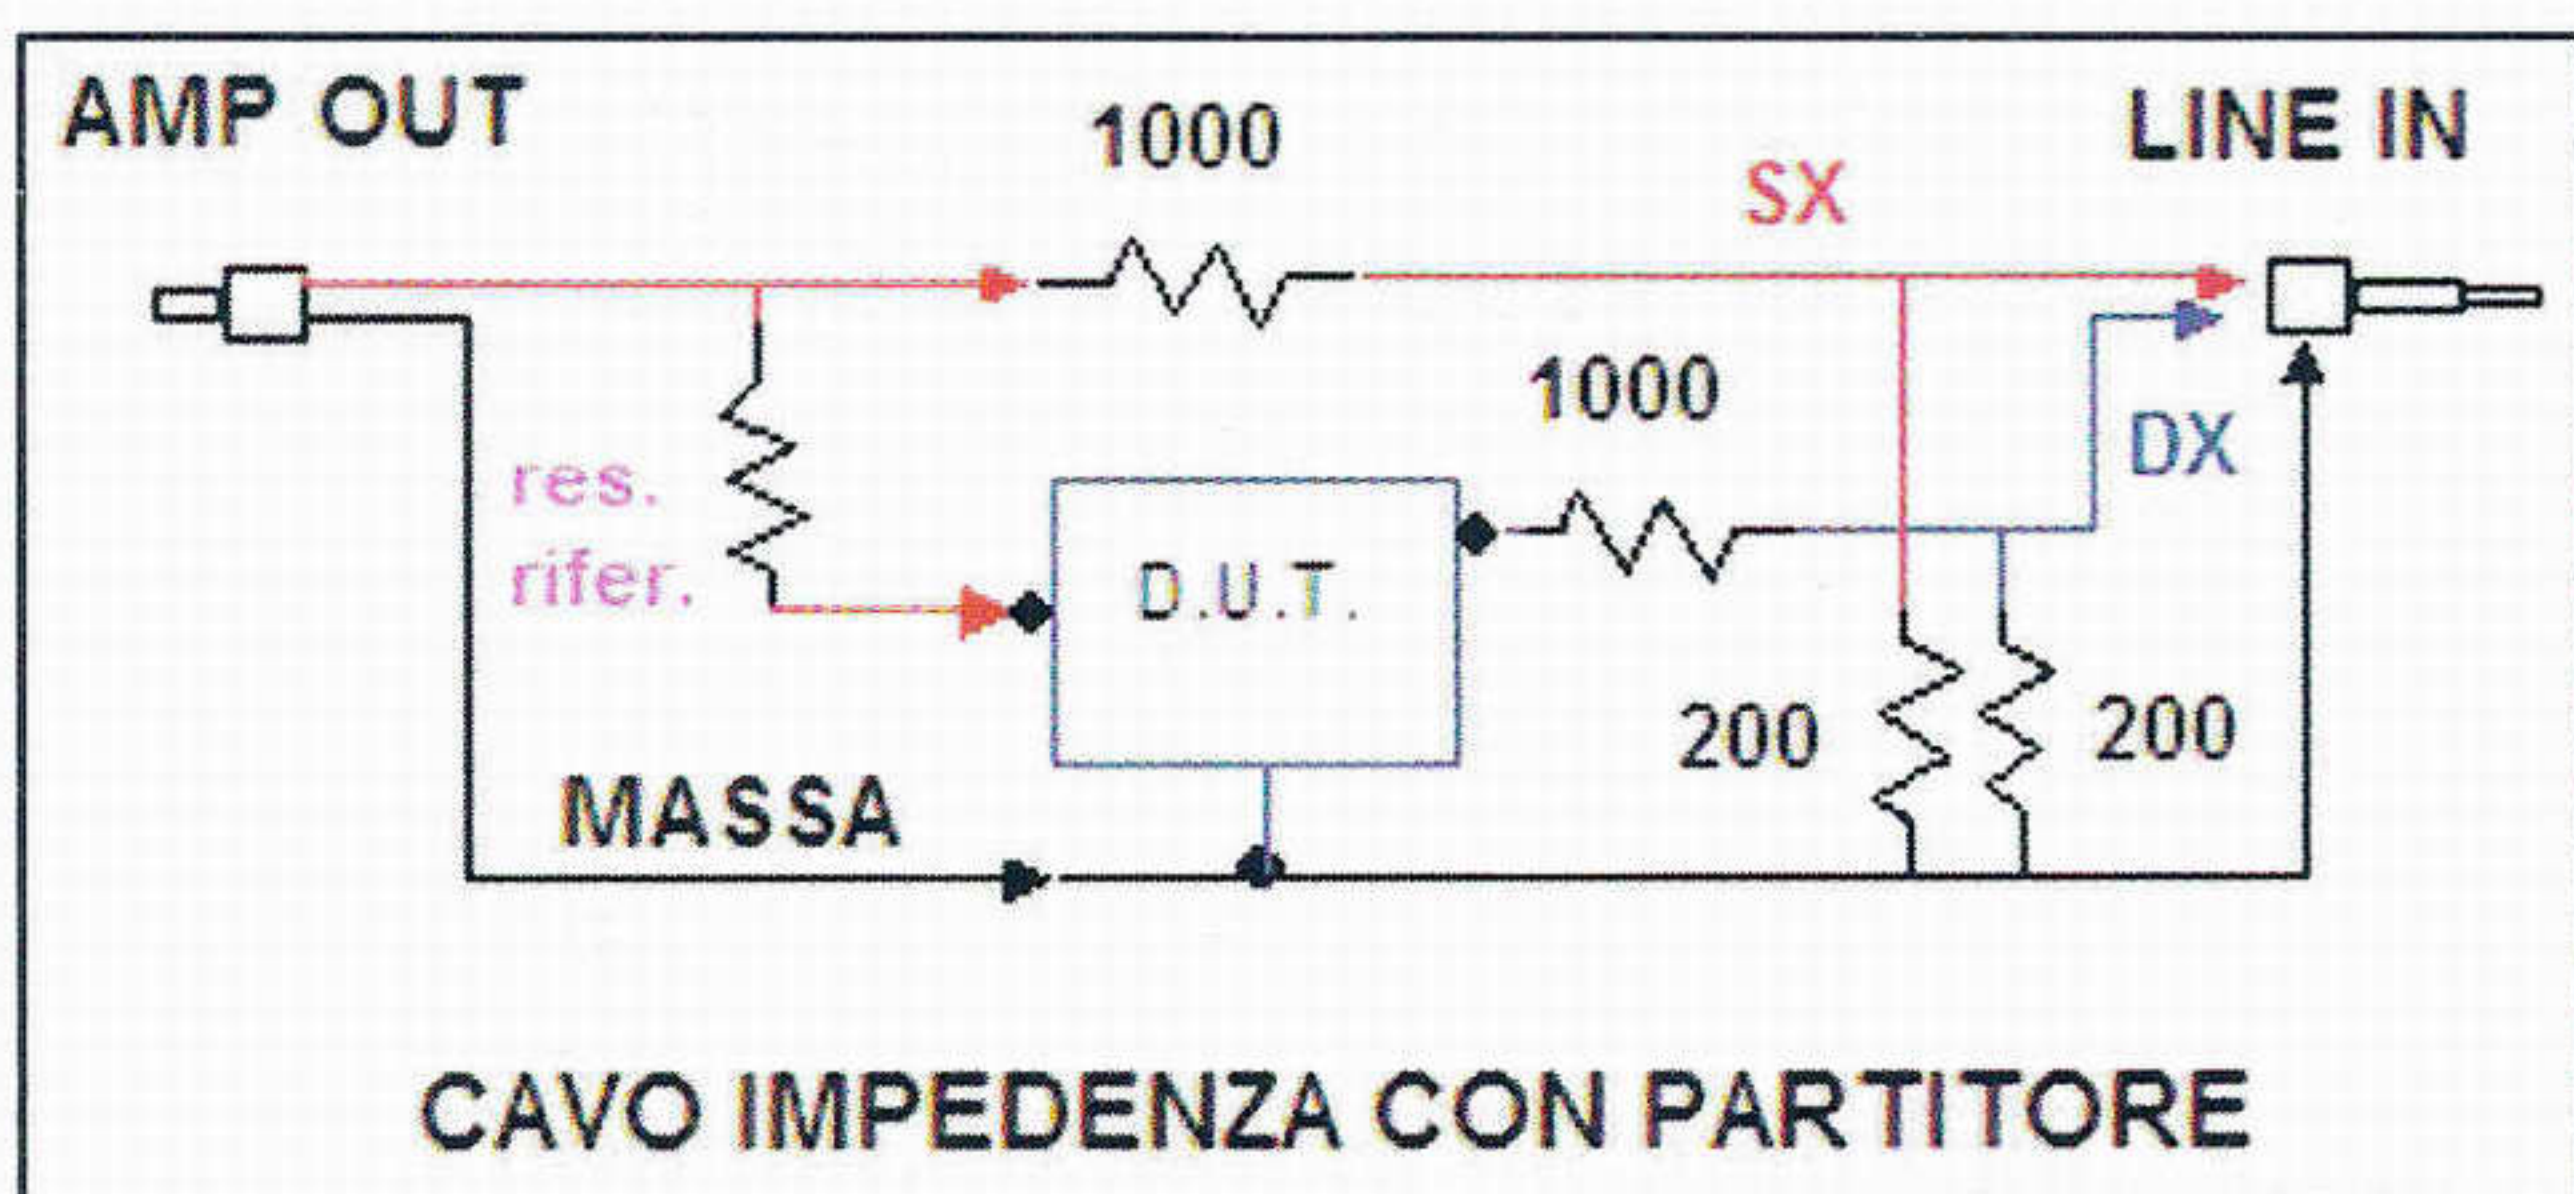 AMP OUT
1000
LINE IN
SX
1000
DX
res.
rifer.
D.U.T.
200
200
MASSA
CAVO IMPEDENZA CON PARTITORE